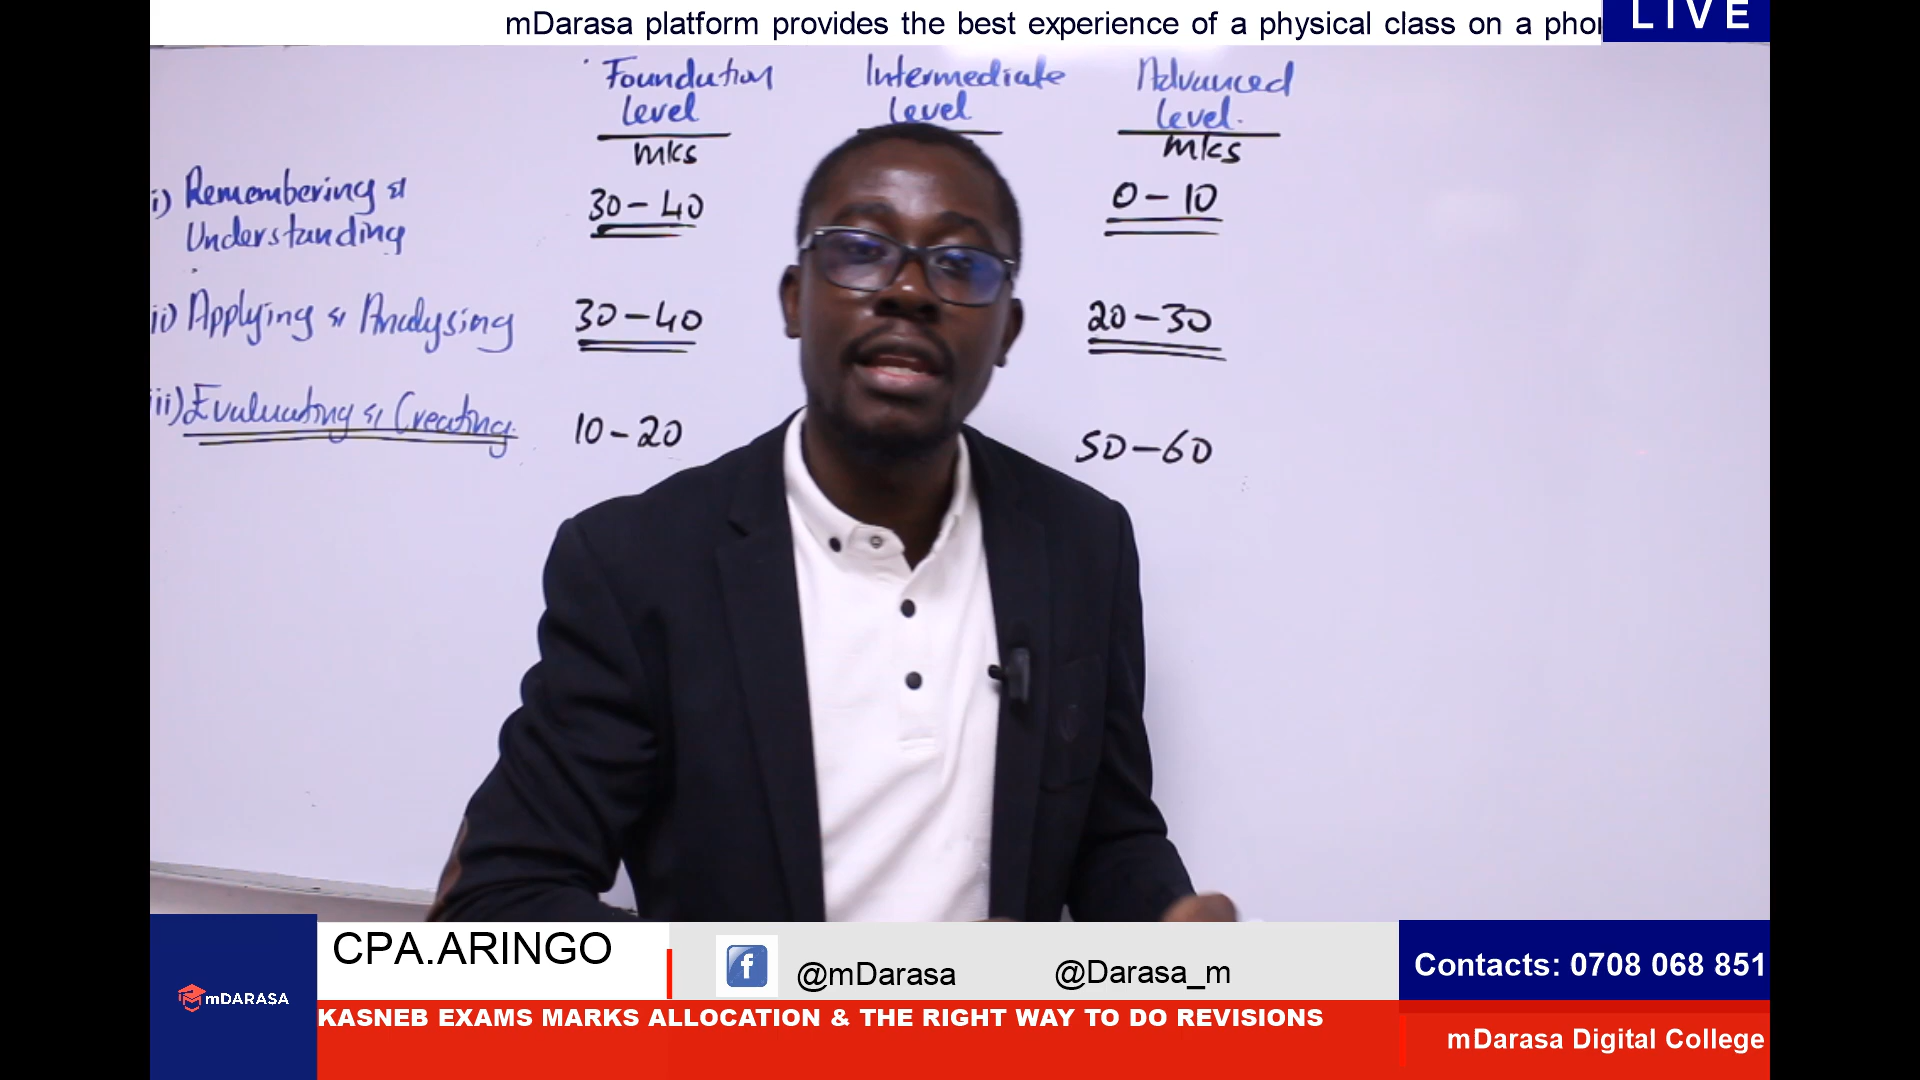 mDarasa platform provides the best experience of a physical class on a phon
LIVE
Foundation Level
Intermediate Level
Advanced Level.
mks
mks
i) Remembering & Understanding
30 – 40
0 – 10
ii) Applying & Analysing
30 – 40
20 – 30
iii) Evaluating & Creating.
10 – 20
50 – 60
CPA.ARINGO
f
@mDarasa
@Darasa_m
Contacts: 0708 068 851
mDARASA
KASNEB EXAMS MARKS ALLOCATION & THE RIGHT WAY TO DO REVISIONS
mDarasa Digital College